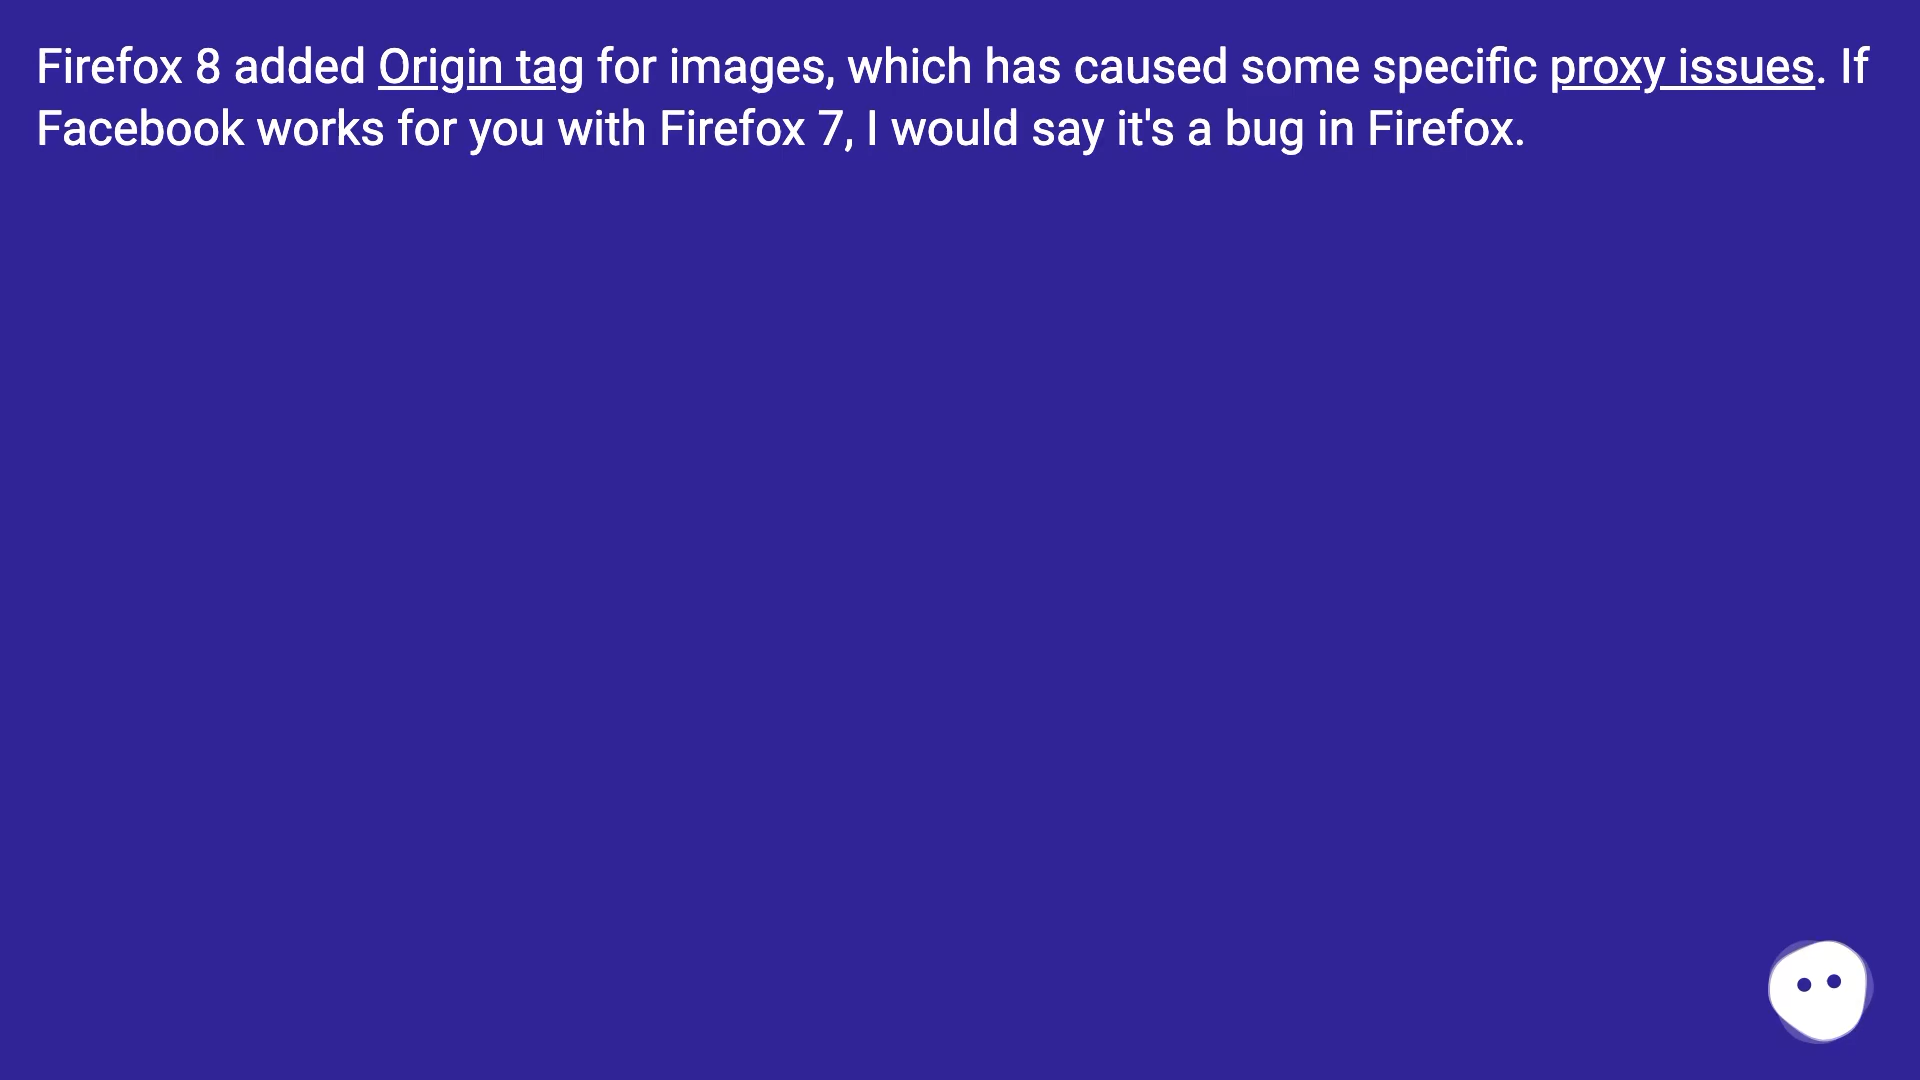 Firefox 8 added Origin tag for images, which has caused some specific proxy issues. If
Facebook works for you with Firefox 7, I would say it's a bug in Firefox.